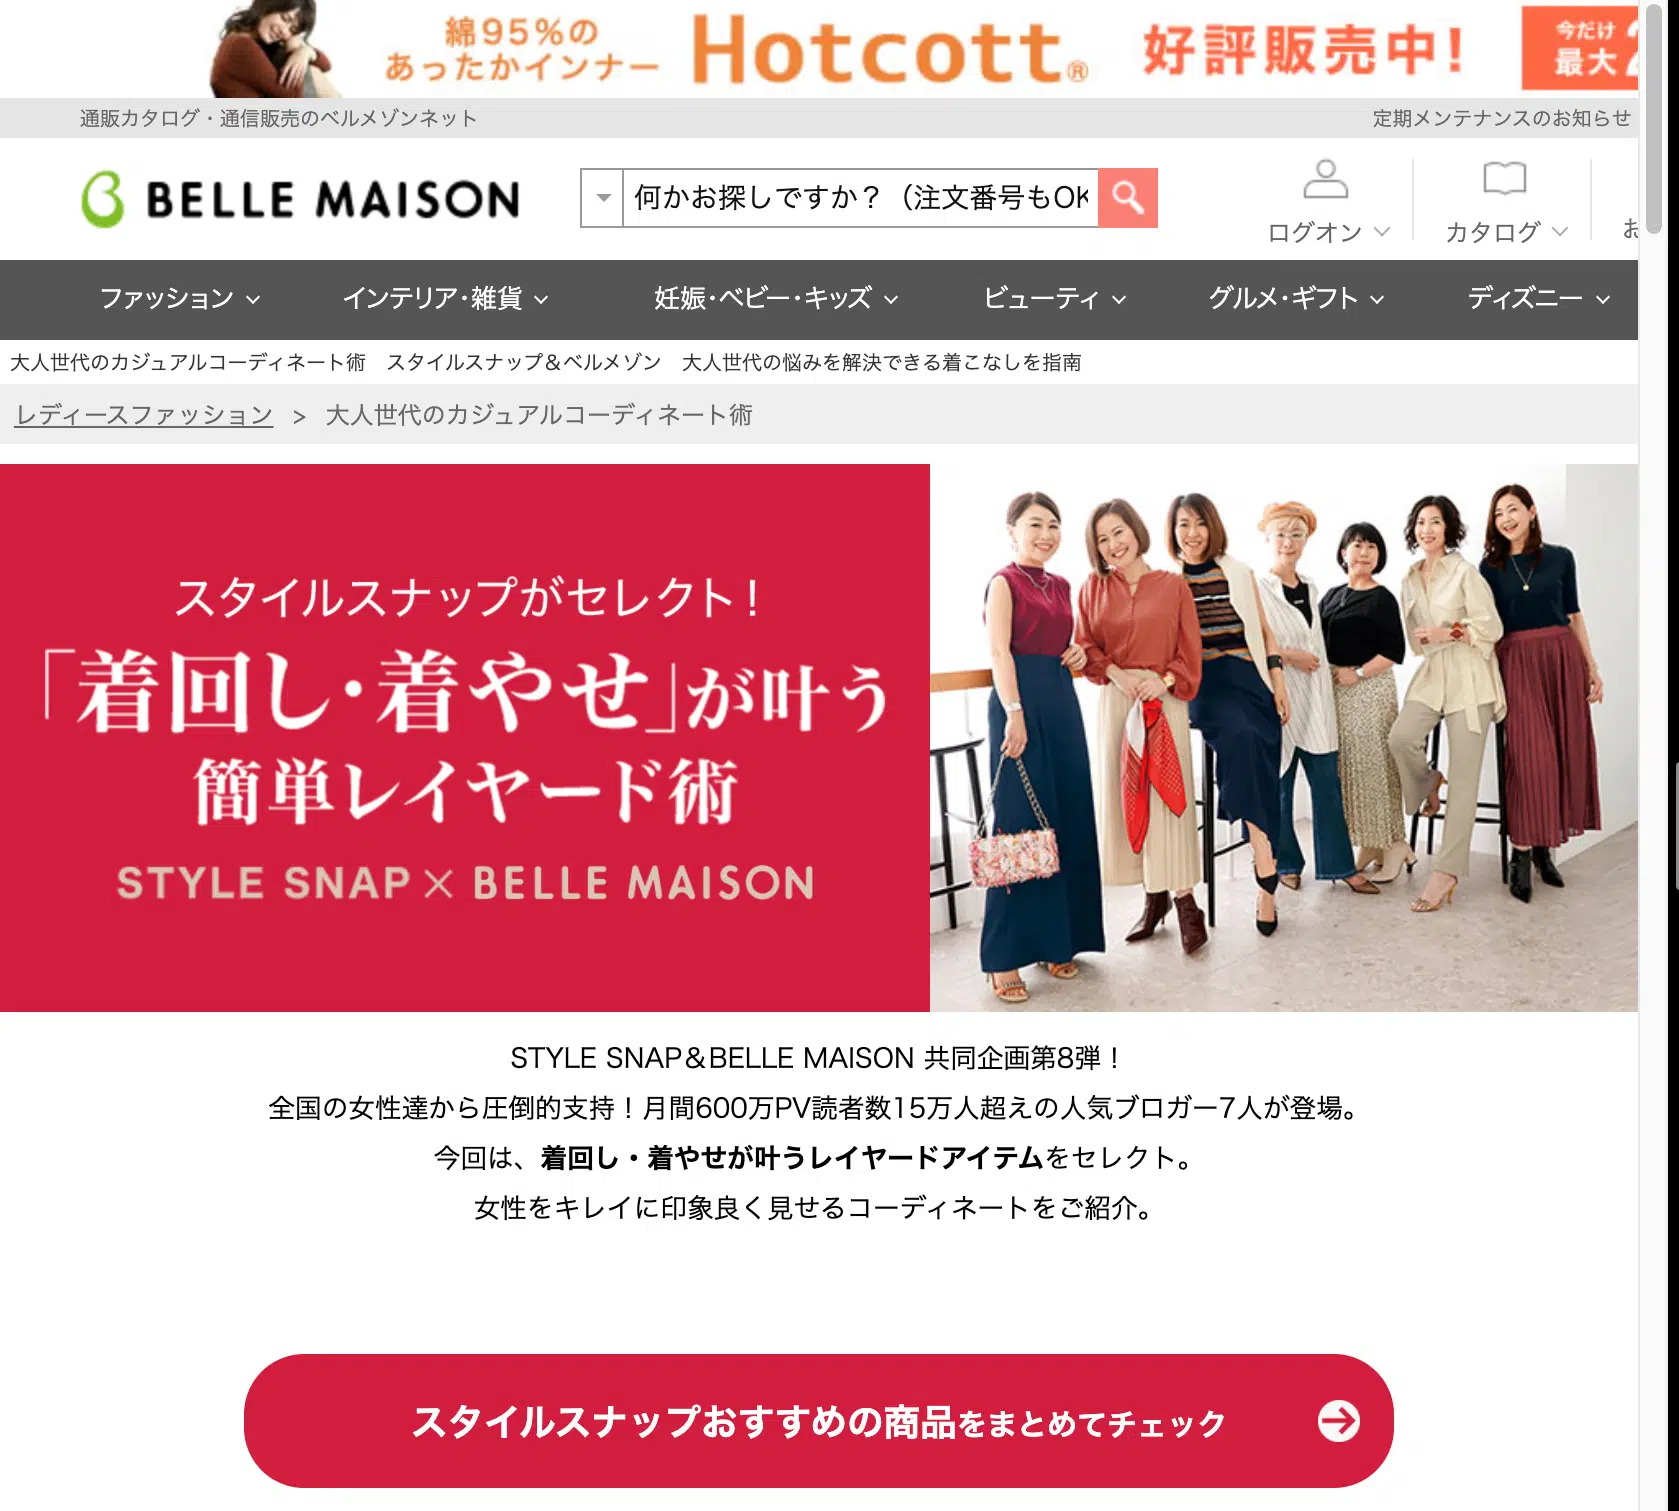 綿95%の
あったかインナー
Hotcott®
好評販売中!
今だけ
最大
通販カタログ・通信販売のベルメゾンネット
定期メンテナンスのお知らせ
BELLE MAISON
何かお探しですか？（注文番号もOK
ログオン
カタログ
お
ファッション
インテリア・雑貨
妊娠・ベビー・キッズ
ビューティ
グルメ・ギフト
ディズニー
大人世代のカジュアルコーディネート術　スタイルスナップ＆ベルメゾン　大人世代の悩みを解決できる着こなしを指南
レディースファッション > 大人世代のカジュアルコーディネート術
スタイルスナップがセレクト!
「着回し・着やせ」が叶う
簡単レイヤード術
STYLE SNAP×BELLE MAISON
STYLE SNAP＆BELLE MAISON 共同企画第8弾！
全国の女性達から圧倒的支持！月間600万PV読者数15万人超えの人気ブロガー7人が登場。
今回は、着回し・着やせが叶うレイヤードアイテムをセレクト。
女性をキレイに印象良く見せるコーディネートをご紹介。
スタイルスナップおすすめの商品をまとめてチェック